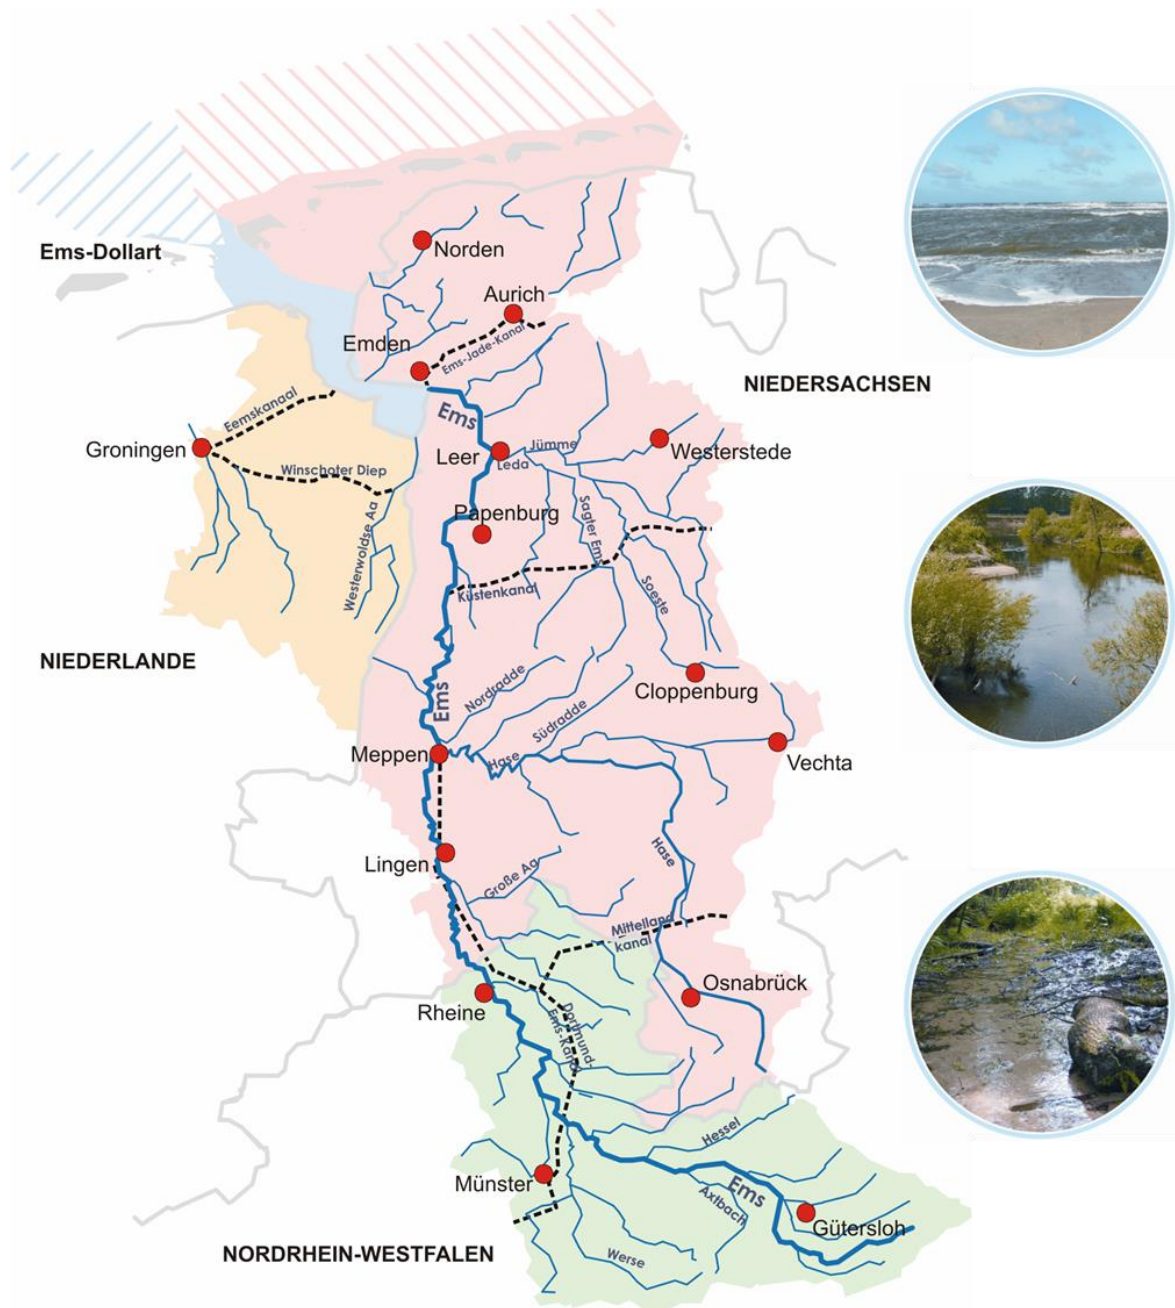 Ems-Dollart
Norden
Aurich
Emden
Ems-Jade-Kanal
NIEDERSACHSEN
Eemskanaal
Ems
Groningen
Leer
Jümme
Westerstede
Leda
Winschoter Diep
Papenburg
Sagter Ems
Westerwoldse Aa
Küstenkanal
Soeste
NIEDERLANDE
Nordradde
Cloppenburg
Ems
Südradde
Meppen
Hase
Vechta
Lingen
Große Aa
Hase
Mittelland
kanal
Osnabrück
Rheine
Dortmund-
Ems-Kanal
Hessel
Münster
Ems
Axtbach
Gütersloh
NORDRHEIN-WESTFALEN
Werse